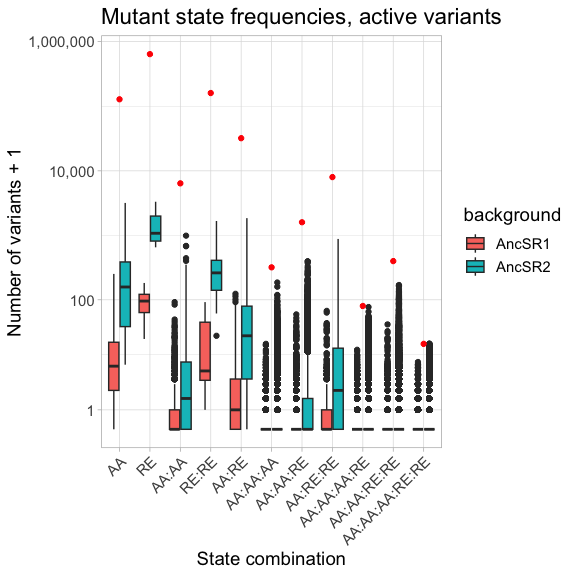 Mutant state frequencies, active variants
Number of variants + 1
1,000,000
10,000
100
1
AA
RE
AA:AA
RE:RE
AA:RE
AA:AA:AA
AA:AA:RE
AA:RE:RE
AA:AA:AA:RE
AA:AA:RE:RE
AA:AA:AA:RE:RE
State combination
background
AncSR1
AncSR2